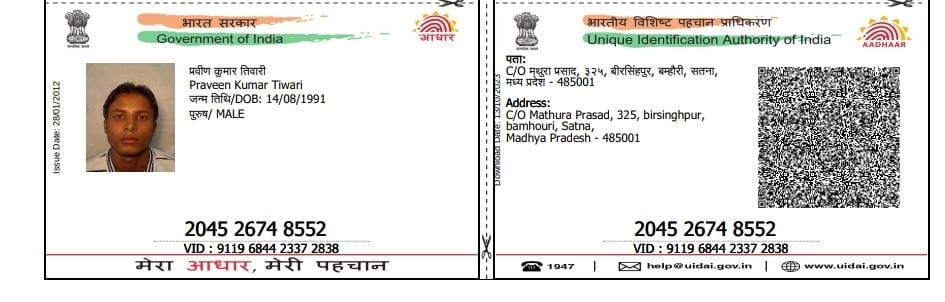 भारत सरकार
Government of India
आधार
Issue Date: 28/01/2012
प्रवीण कुमार तिवारी
Praveen Kumar Tiwari
जन्म तिथि/DOB: 14/08/1991
पुरुष/ MALE
2045 2674 8552
VID : 9119 6844 2337 2838
मेरा आधार, मेरी पहचान
भारतीय विशिष्ट पहचान प्राधिकरण
Unique Identification Authority of India
AADHAAR
Download Date: 13/10/2023
पता:
C/O मथुरा प्रसाद, ३२५, बीरसिंहपुर, बम्हौरी, सतना,
मध्य प्रदेश - 485001
Address:
C/O Mathura Prasad, 325, birsinghpur,
bamhouri, Satna,
Madhya Pradesh - 485001
2045 2674 8552
VID : 9119 6844 2337 2838
1947 | help@uidai.gov.in | www.uidai.gov.in